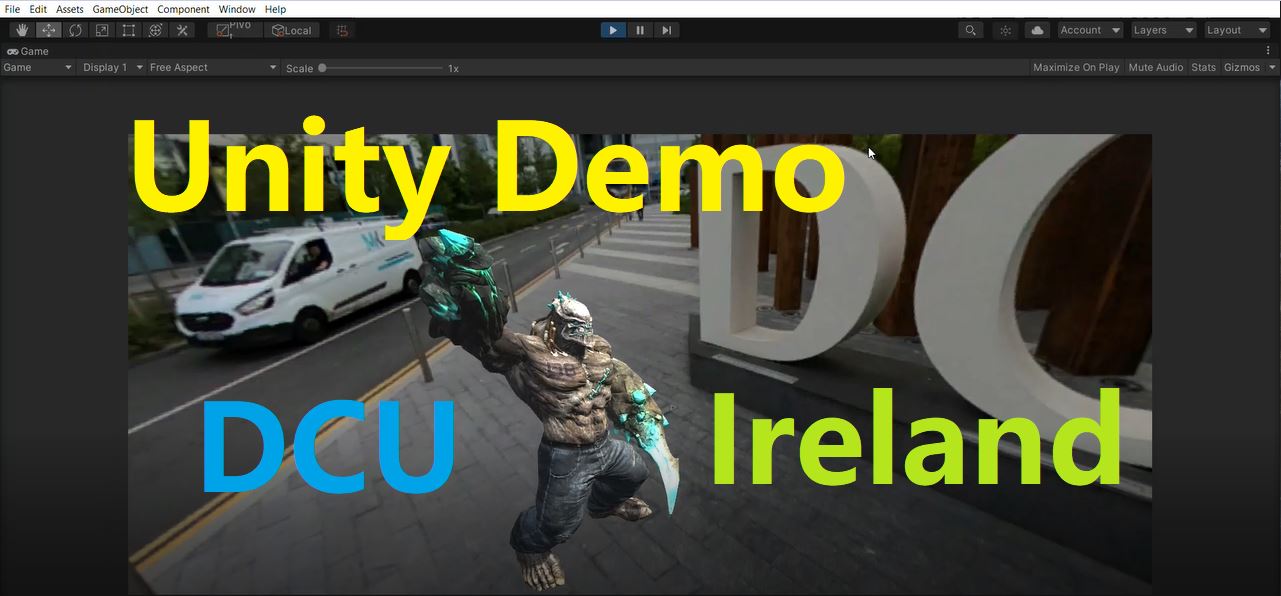 File Edit Assets GameObject Component Window Help
Local Account Layers Layout
Game
Game Display 1 Free Aspect Scale 1x Maximize On Play Mute Audio Stats Gizmos
Unity Demo
DC
DCU Ireland